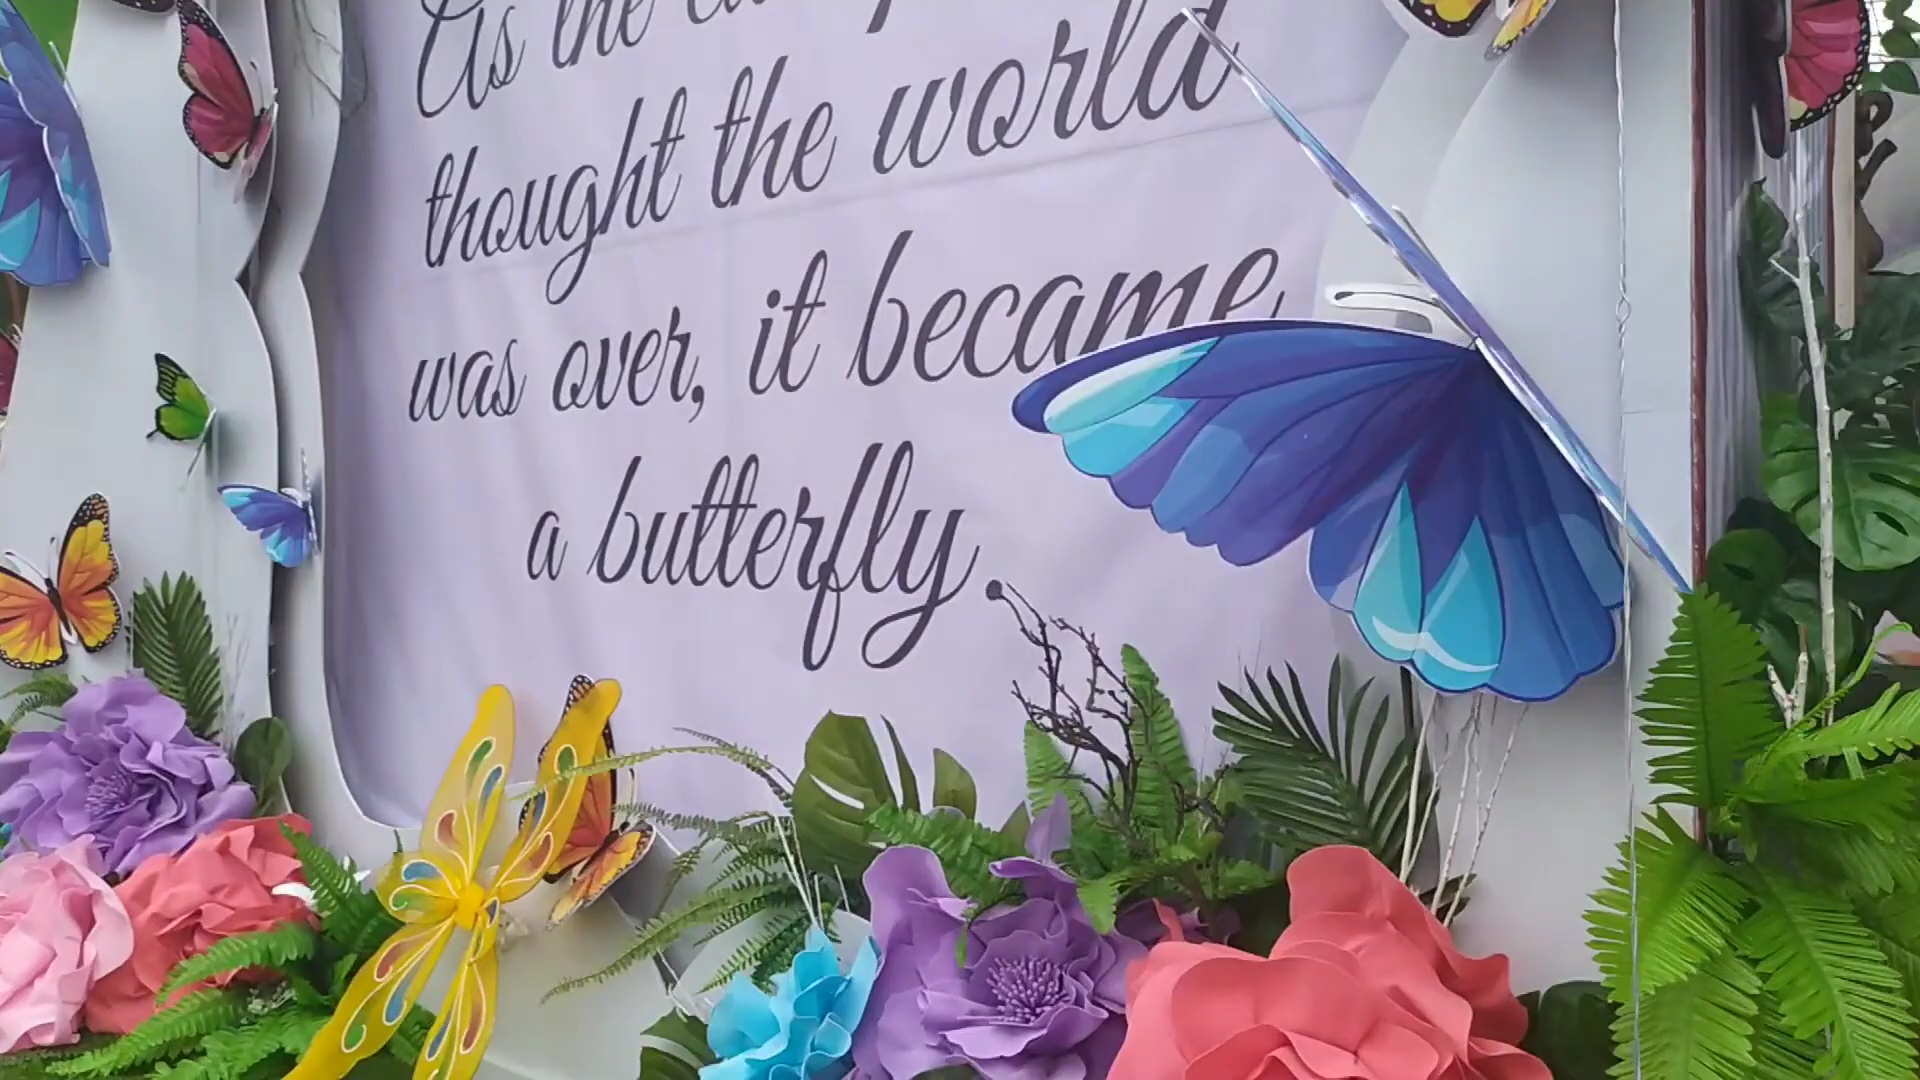 As the
thought the world
was over, it became
a butterfly.